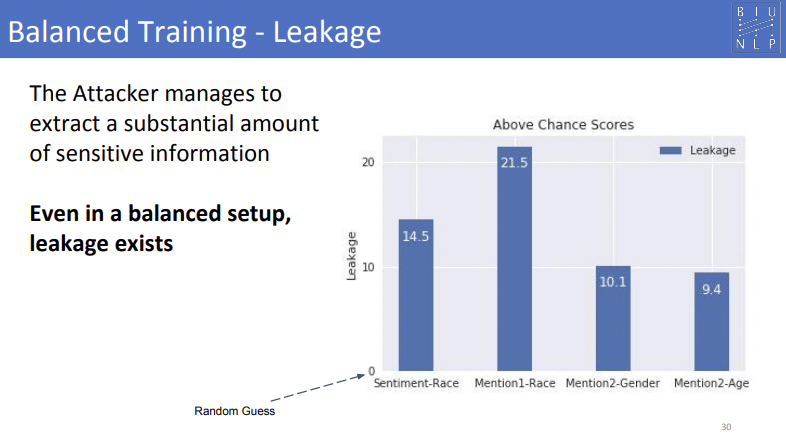 Balanced Training - Leakage
B I U
N L P
The Attacker manages to
extract a substantial amount
of sensitive information
Even in a balanced setup,
leakage exists
Above Chance Scores
Leakage
20
10
0
Leakage
14.5
21.5
10.1
9.4
Sentiment-Race
Mention1-Race
Mention2-Gender
Mention2-Age
Random Guess
30